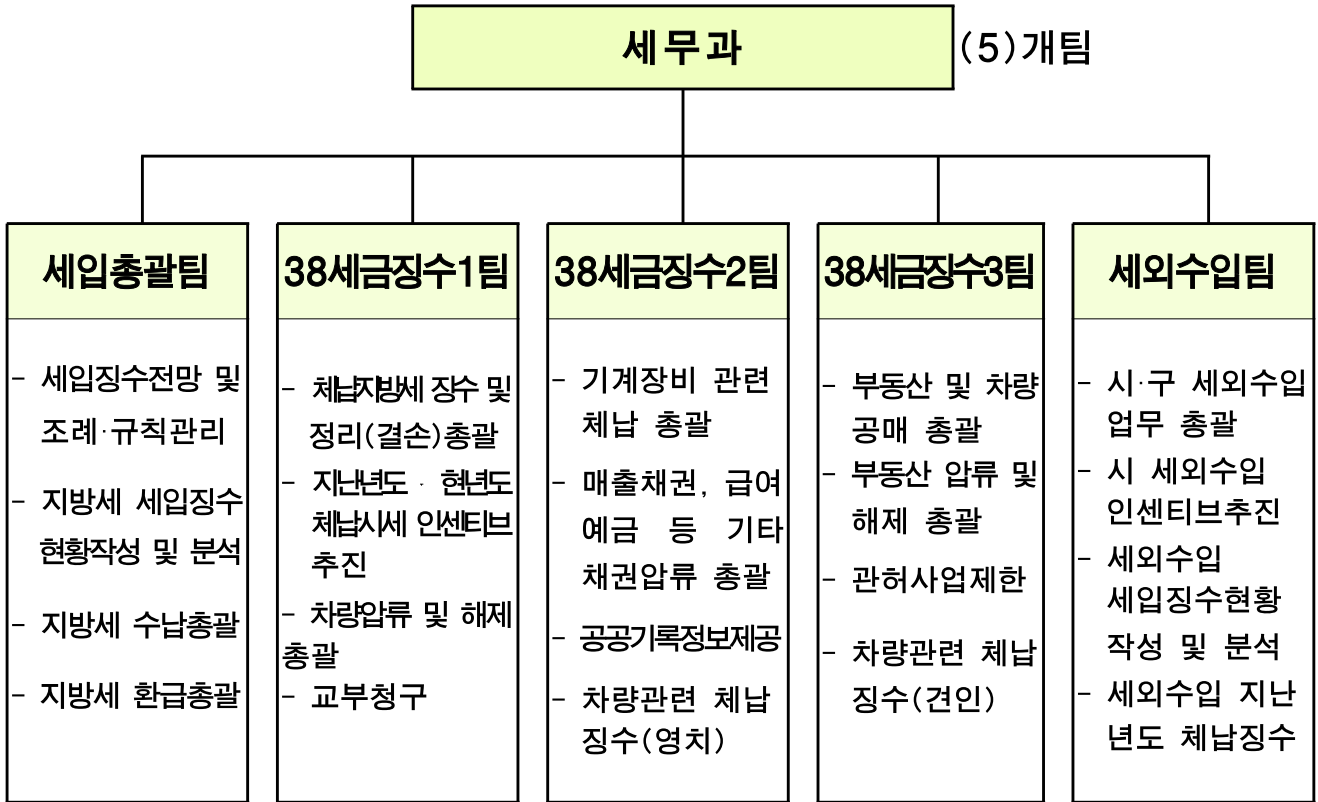 세무과
(5)개팀
세입총괄팀
- 세입징수전망 및
조례·규칙관리
- 지방세 세입징수
현황작성 및 분석
- 지방세 수납총괄
- 지방세 환급총괄
38세금징수1팀
- 체납지방세 장수 및
정리(결손)총괄
- 지난년도 · 현년도
체납시세 인센티브
추진
- 차량압류 및 해제
총괄
- 교부청구
38세금징수2팀
- 기계장비 관련
체납 총괄
- 매출채권, 급여
예금 등 기타
채권압류 총괄
- 공공기록정보제공
- 차량관련 체납
징수(영치)
38세금징수3팀
- 부동산 및 차량
공매 총괄
- 부동산 압류 및
해제 총괄
- 관허사업제한
- 차량관련 체납
징수(견인)
세외수입팀
- 시·구 세외수입
업무 총괄
- 시 세외수입
인센티브추진
- 세외수입
세입징수현황
작성 및 분석
- 세외수입 지난
년도 체납징수